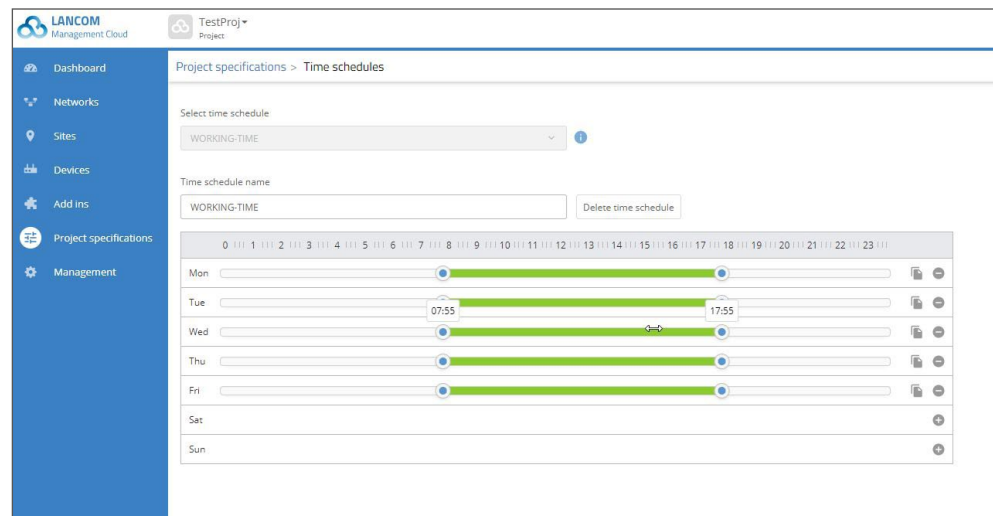 LANCOM
Management Cloud
TestProj
Project
Dashboard
Networks
Sites
Devices
Add ins
Project specifications
Management
Project specifications > Time schedules
Select time schedule
WORKING-TIME
Time schedule name
WORKING-TIME
Delete time schedule
0 1 2 3 4 5 6 7 8 9 10 11 12 13 14 15 16 17 18 19 20 21 22 23
Mon
Tue
07:55 17:55
Wed
Thu
Fri
Sat
Sun